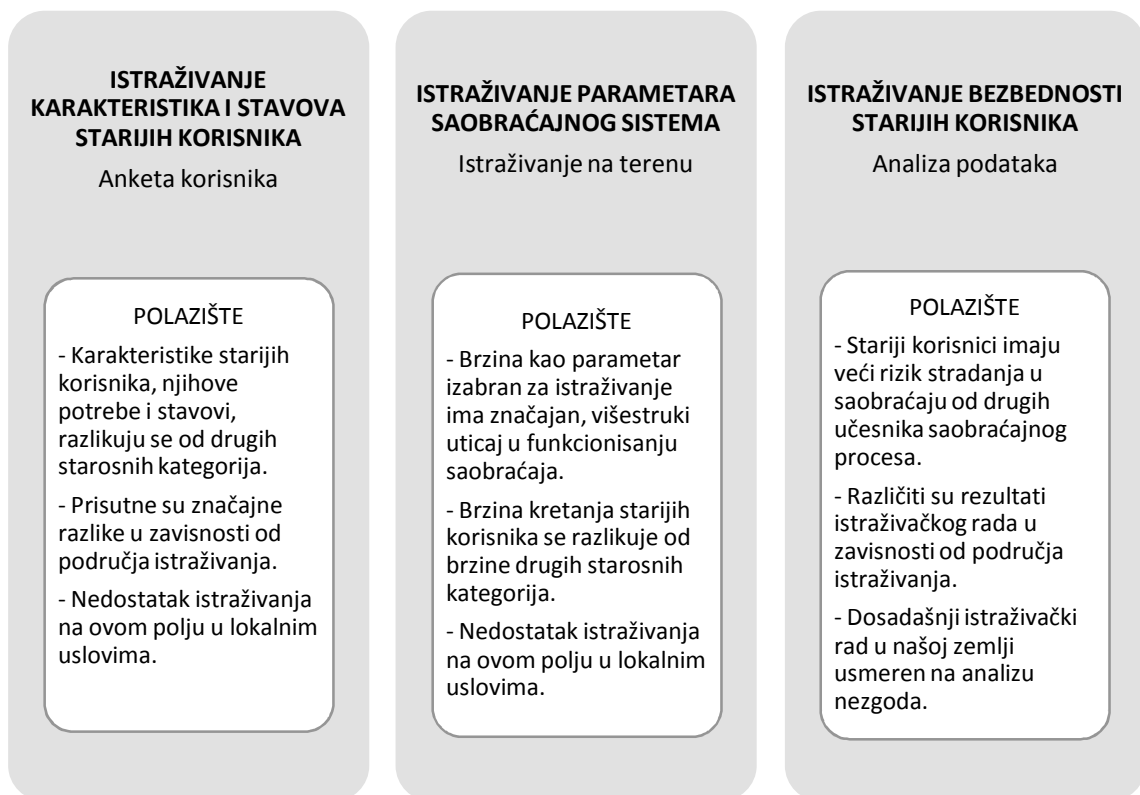 ISTRAŽIVANJE
KARAKTERISTIKA I STAVOVA
STARIJIH KORISNIKA
Anketa korisnika
POLAZIŠTE
- Karakteristike starijih
korisnika, njihove
potrebe i stavovi,
razlikuju se od drugih
starosnih kategorija.
- Prisutne su značajne
razlike u zavisnosti od
područja istraživanja.
- Nedostatak istraživanja
na ovom polju u lokalnim
uslovima.
ISTRAŽIVANJE PARAMETARA
SAOBRAĆAJNOG SISTEMA
Istraživanje na terenu
POLAZIŠTE
- Brzina kao parametar
izabran za istraživanje
ima značajan, višestruki
uticaj u funkcionisanju
saobraćaja.
- Brzina kretanja starijih
korisnika se razlikuje od
brzine drugih starosnih
kategorija.
- Nedostatak istraživanja
na ovom polju u lokalnim
uslovima.
ISTRAŽIVANJE BEZBEDNOSTI
STARIJIH KORISNIKA
Analiza podataka
POLAZIŠTE
- Stariji korisnici imaju
veći rizik stradanja u
saobraćaju od drugih
učesnika saobraćajnog
procesa.
- Različiti su rezultati
istraživačkog rada u
zavisnosti od područja
istraživanja.
- Dosadašnji istraživački
rad u našoj zemlji
usmeren na analizu
nezgoda.